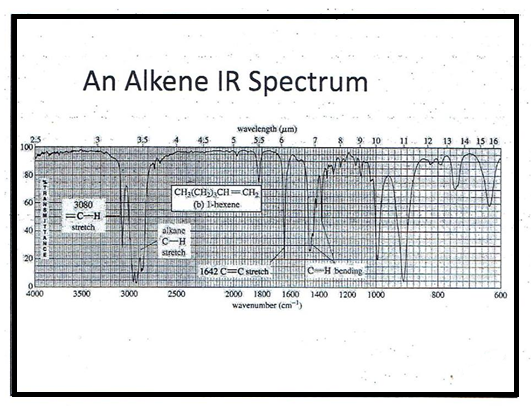 An Alkene IR Spectrum
wavelength (μm)
2.5 3 3.5 4 4.5 5 5.5 6 7 8 9 10 11 12 13 14 15 16
100
80
60
40
20
0
%TRANSMITTANCE
3080
=C—H
stretch
CH₃(CH₂)₃CH=CH₂
(b) 1-hexene
alkane
C—H
stretch
1642 C=C stretch
C—H bending
4000 3500 3000 2500 2000 1800 1600 1400 1200 1000 800 600
wavenumber (cm⁻¹)